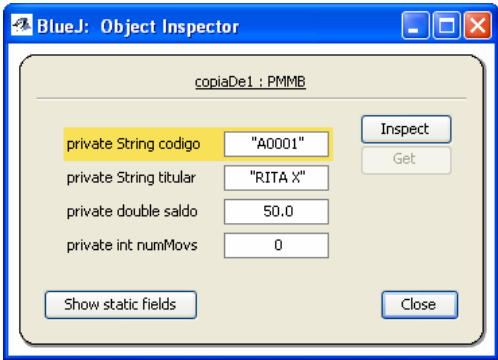 BlueJ: Object Inspector
copiaDe1 : PMMB
private String codigo "A0001"
Inspect
Get
private String titular "RITA X"
private double saldo 50.0
private int numMovs 0
Show static fields
Close